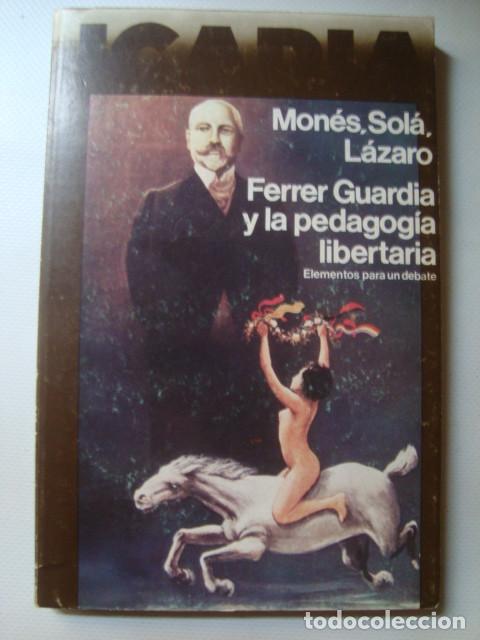 ICARIA
Monés, Solá,
Lázaro
Ferrer Guardia
y la pedagogía
libertaria
Elementos para un debate
todocoleccion